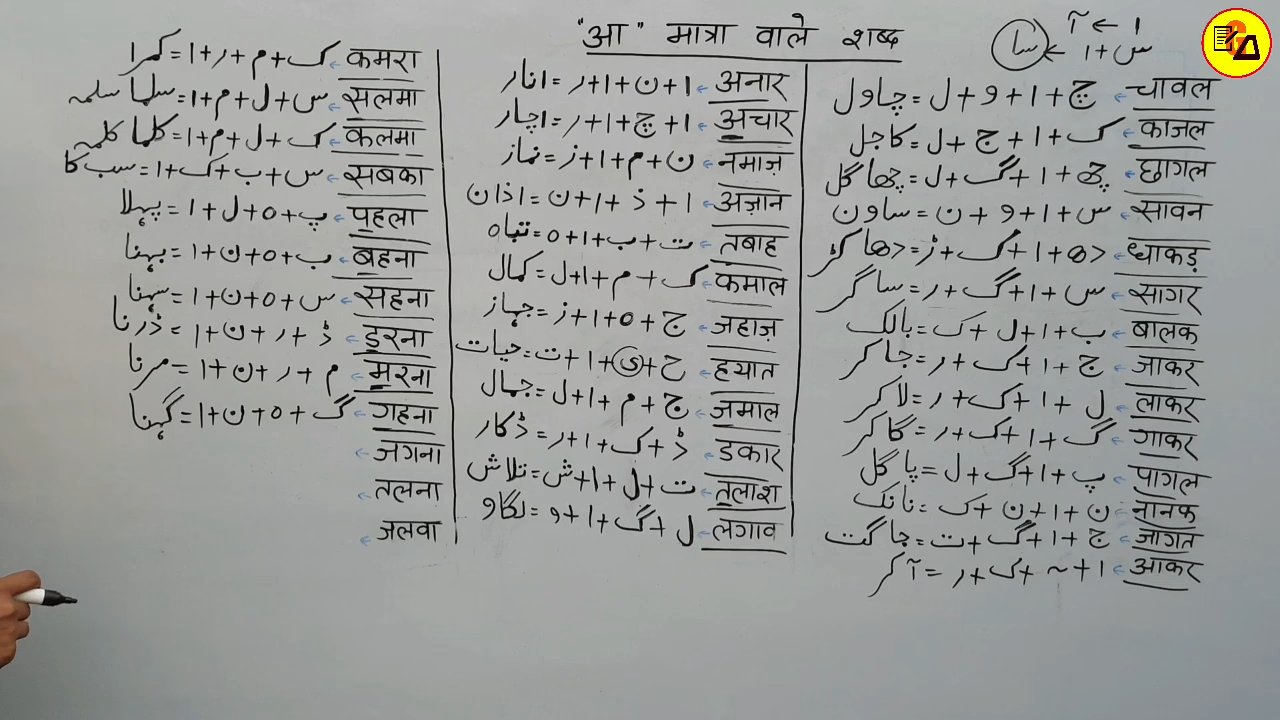 "आ" मात्रा वाले शब्द
آ ← ا
سا ← ا + س
चावल چ + ا + و + ل = چاول
काजल ک + ا + ج + ل = کاجل
छागल چھ + ا + گ + ل = چھاگل
सावन س + ا + و + ن = ساون
धाकड़ دھ + ا + ک + ڑ = دھاکڑ
सागर س + ا + گ + ر = ساگر
बालक ب + ا + ل + ک = بالک
जाकर ج + ا + ک + ر = جاکر
लाकर ل + ا + ک + ر = لاکر
गाकर گ + ا + ک + ر = گاکر
पागल پ + ا + گ + ل = پاگل
नानक ن + ا + ن + ک = نانک
जागत ج + ا + گ + ت = جاگت
आकर ا + ~ + ک + ر = آکر
अनार ا + ن + ا + ر = انار
अचार ا + چ + ا + ر = اچار
नमाज़ ن + م + ا + ز = نماز
अज़ान ا + ذ + ا + ن = اذان
तबाह ت + ب + ا + ہ = تباہ
कमाल ک + م + ا + ل = کمال
जहाज़ ج + ہ + ا + ز = جہاز
हयात ح + ی + ا + ت = حیات
जमाल ج + م + ا + ل = جمال
डकार ڈ + ک + ا + ر = ڈکار
तलाश ت + ل + ا + ش = تلاش
लगाव ل + گ + ا + و = لگاو
कमरा ک + م + ر + ا = کمرا
सलमा س + ل + م + ا = سلما سلمہ
कलमा ک + ل + م + ا = کلما کلمہ
सबका س + ب + ک + ا = سب کا
पहला پ + ہ + ل + ا = پہلا
बहना ب + ہ + ن + ا = بہنا
सहना س + ہ + ن + ا = سہنا
डरना ڈ + ر + ن + ا = ڈرنا
मरना م + ر + ن + ا = مرنا
गहना گ + ہ + ن + ا = گہنا
जगना
तलना
जलवा